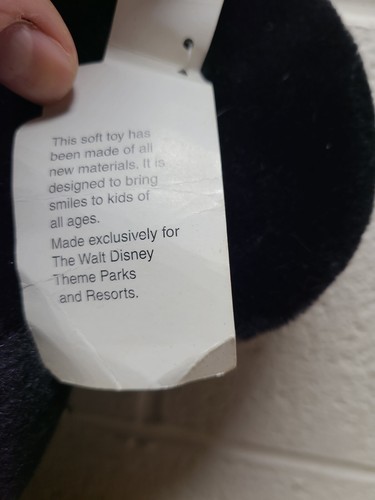 This soft toy has
been made of all
new materials. It is
designed to bring
smiles to kids of
all ages.
Made exclusively for
The Walt Disney
Theme Parks
and Resorts.